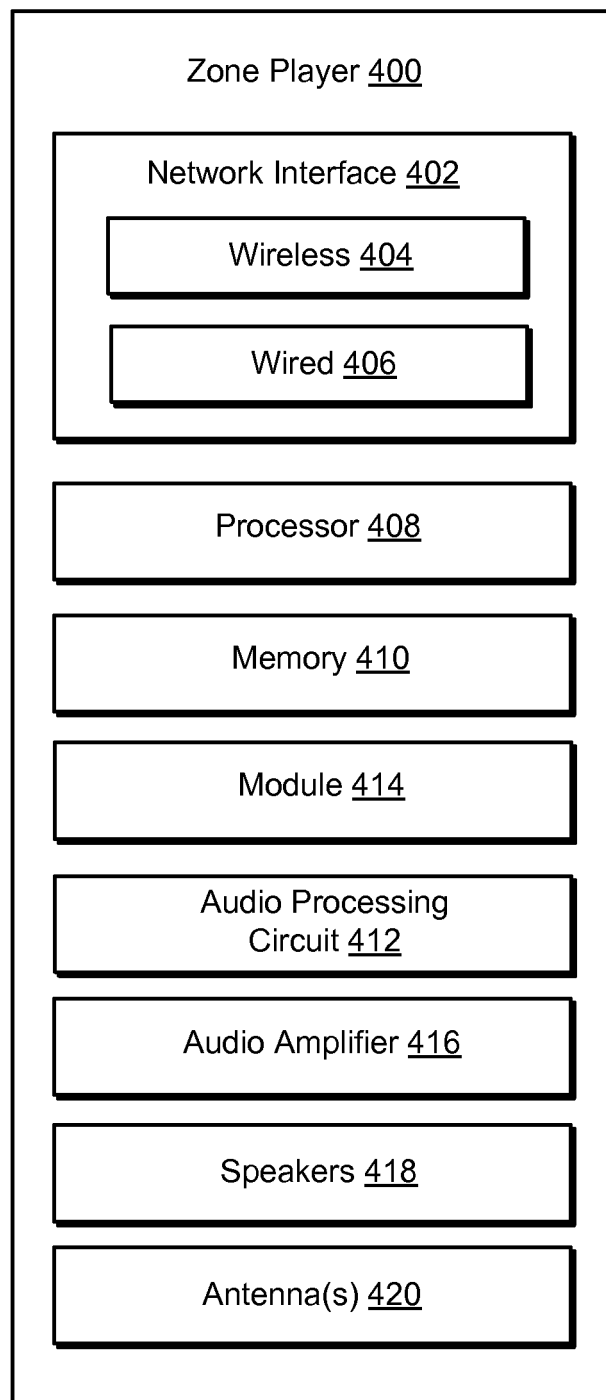 Zone Player 400
Network Interface 402
Wireless 404
Wired 406
Processor 408
Memory 410
Module 414
Audio Processing
Circuit 412
Audio Amplifier 416
Speakers 418
Antenna(s) 420